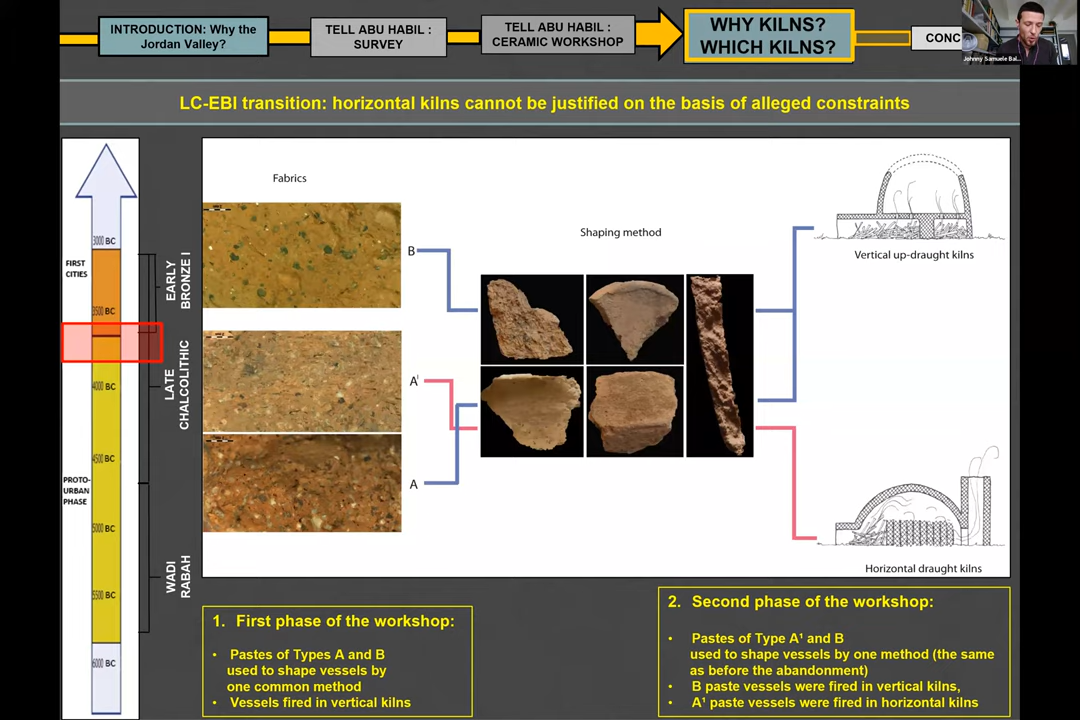 INTRODUCTION: Why the
Jordan Valley?
TELL ABU HABIL :
SURVEY
TELL ABU HABIL :
CERAMIC WORKSHOP
WHY KILNS?
WHICH KILNS?
CONC
Johnny Samuele Bal...
LC-EBI transition: horizontal kilns cannot be justified on the basis of alleged constraints
3000 BC
FIRST
CITIES
3500 BC
4000 BC
4500 BC
PROTO-
URBAN
PHASE
5000 BC
5500 BC
6000 BC
EARLY
BRONZE I
LATE
CHALCOLITHIC
WADI
RABAH
Fabrics
B
A¹
A
Shaping method
Vertical up-draught kilns
Horizontal draught kilns
1. First phase of the workshop:
• Pastes of Types A and B
used to shape vessels by
one common method
• Vessels fired in vertical kilns
2. Second phase of the workshop:
• Pastes of Type A¹ and B
used to shape vessels by one method (the same
as before the abandonment)
• B paste vessels were fired in vertical kilns,
• A¹ paste vessels were fired in horizontal kilns